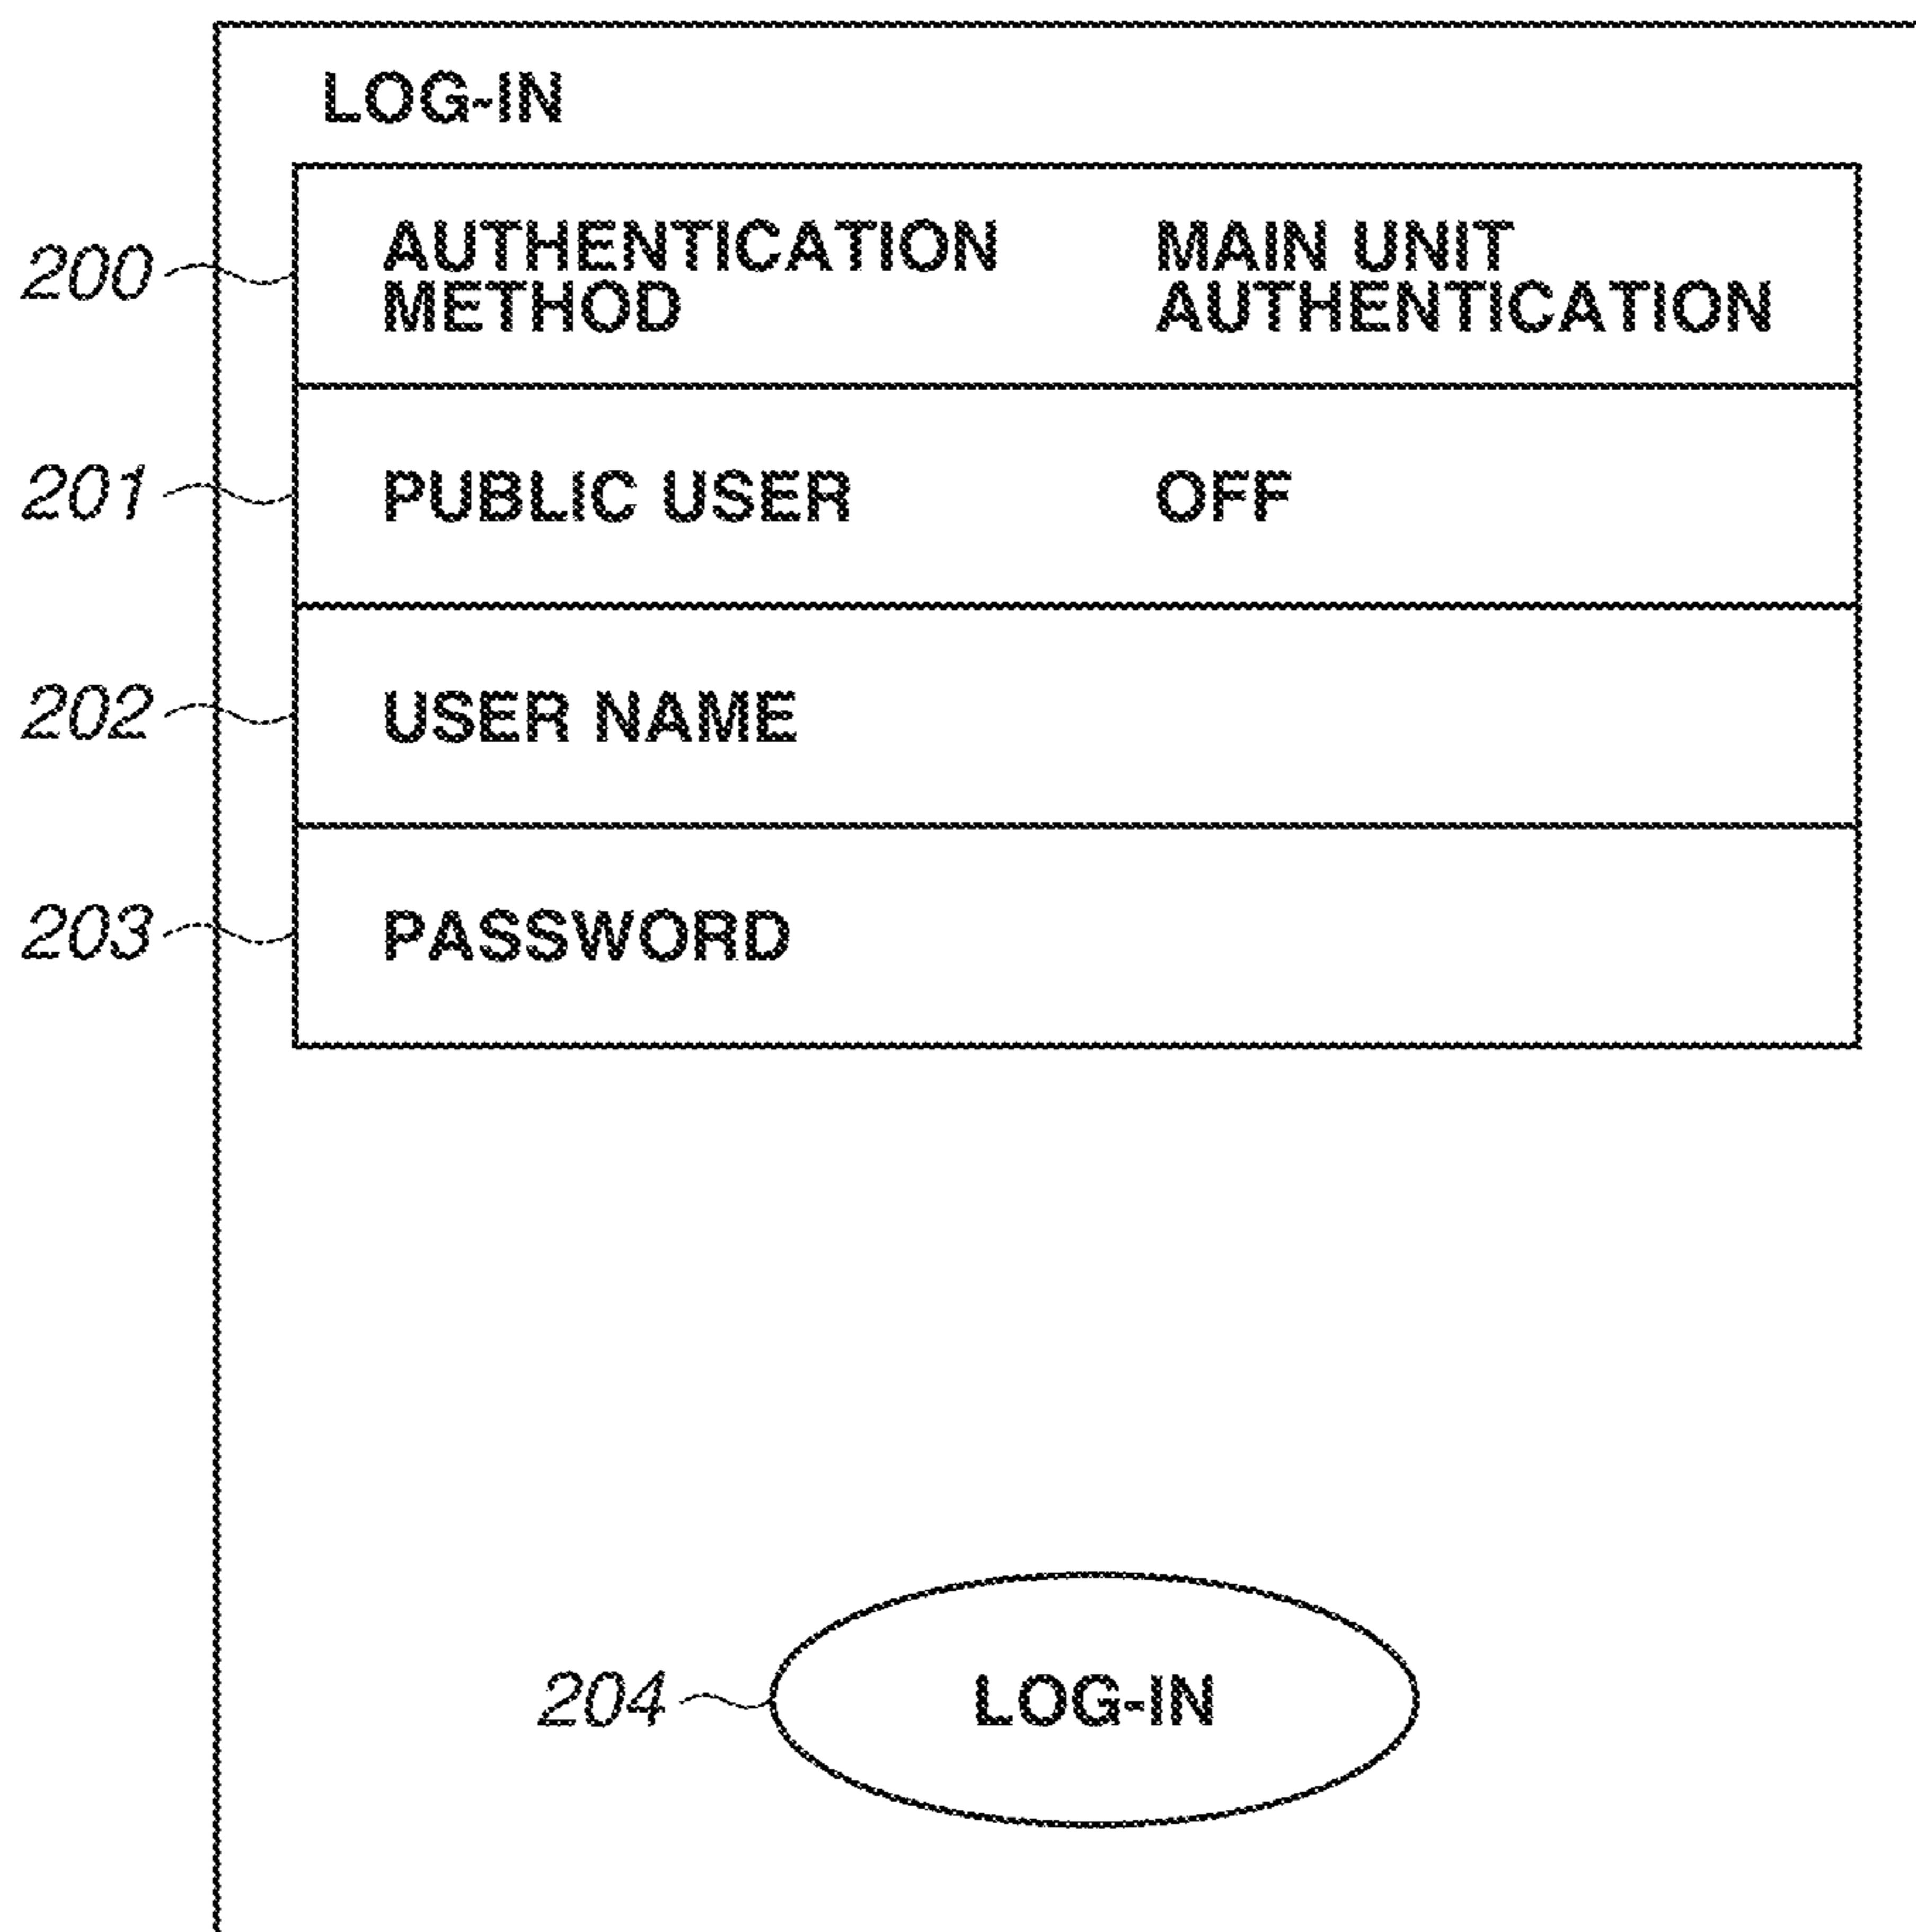 LOG-IN
200 AUTHENTICATION METHOD MAIN UNIT AUTHENTICATION
201 PUBLIC USER OFF
202 USER NAME
203 PASSWORD
204 LOG-IN